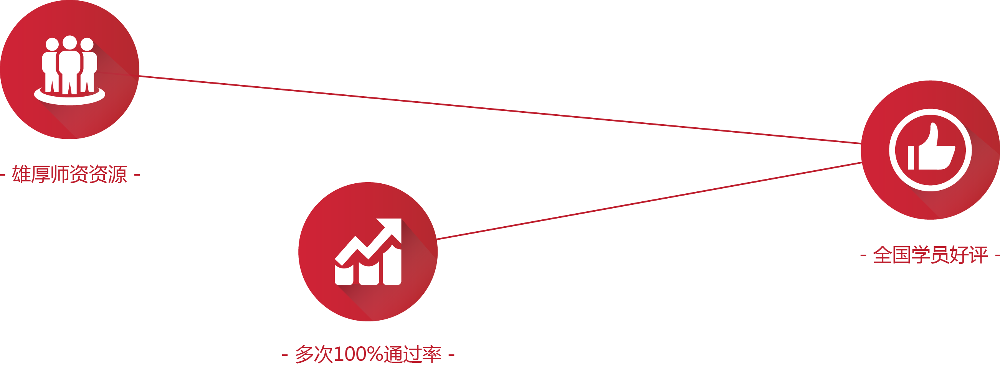 - 雄厚师资资源 -
- 全国学员好评 -
- 多次100%通过率 -